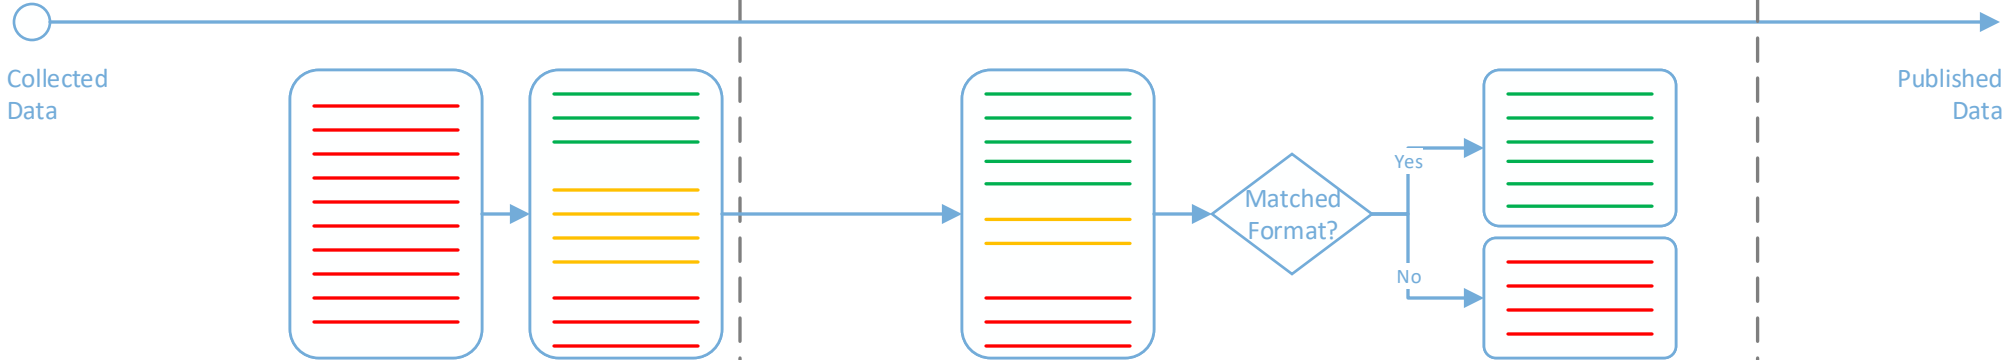 Collected
Data
Published
Data
Matched
Format?
Yes
No